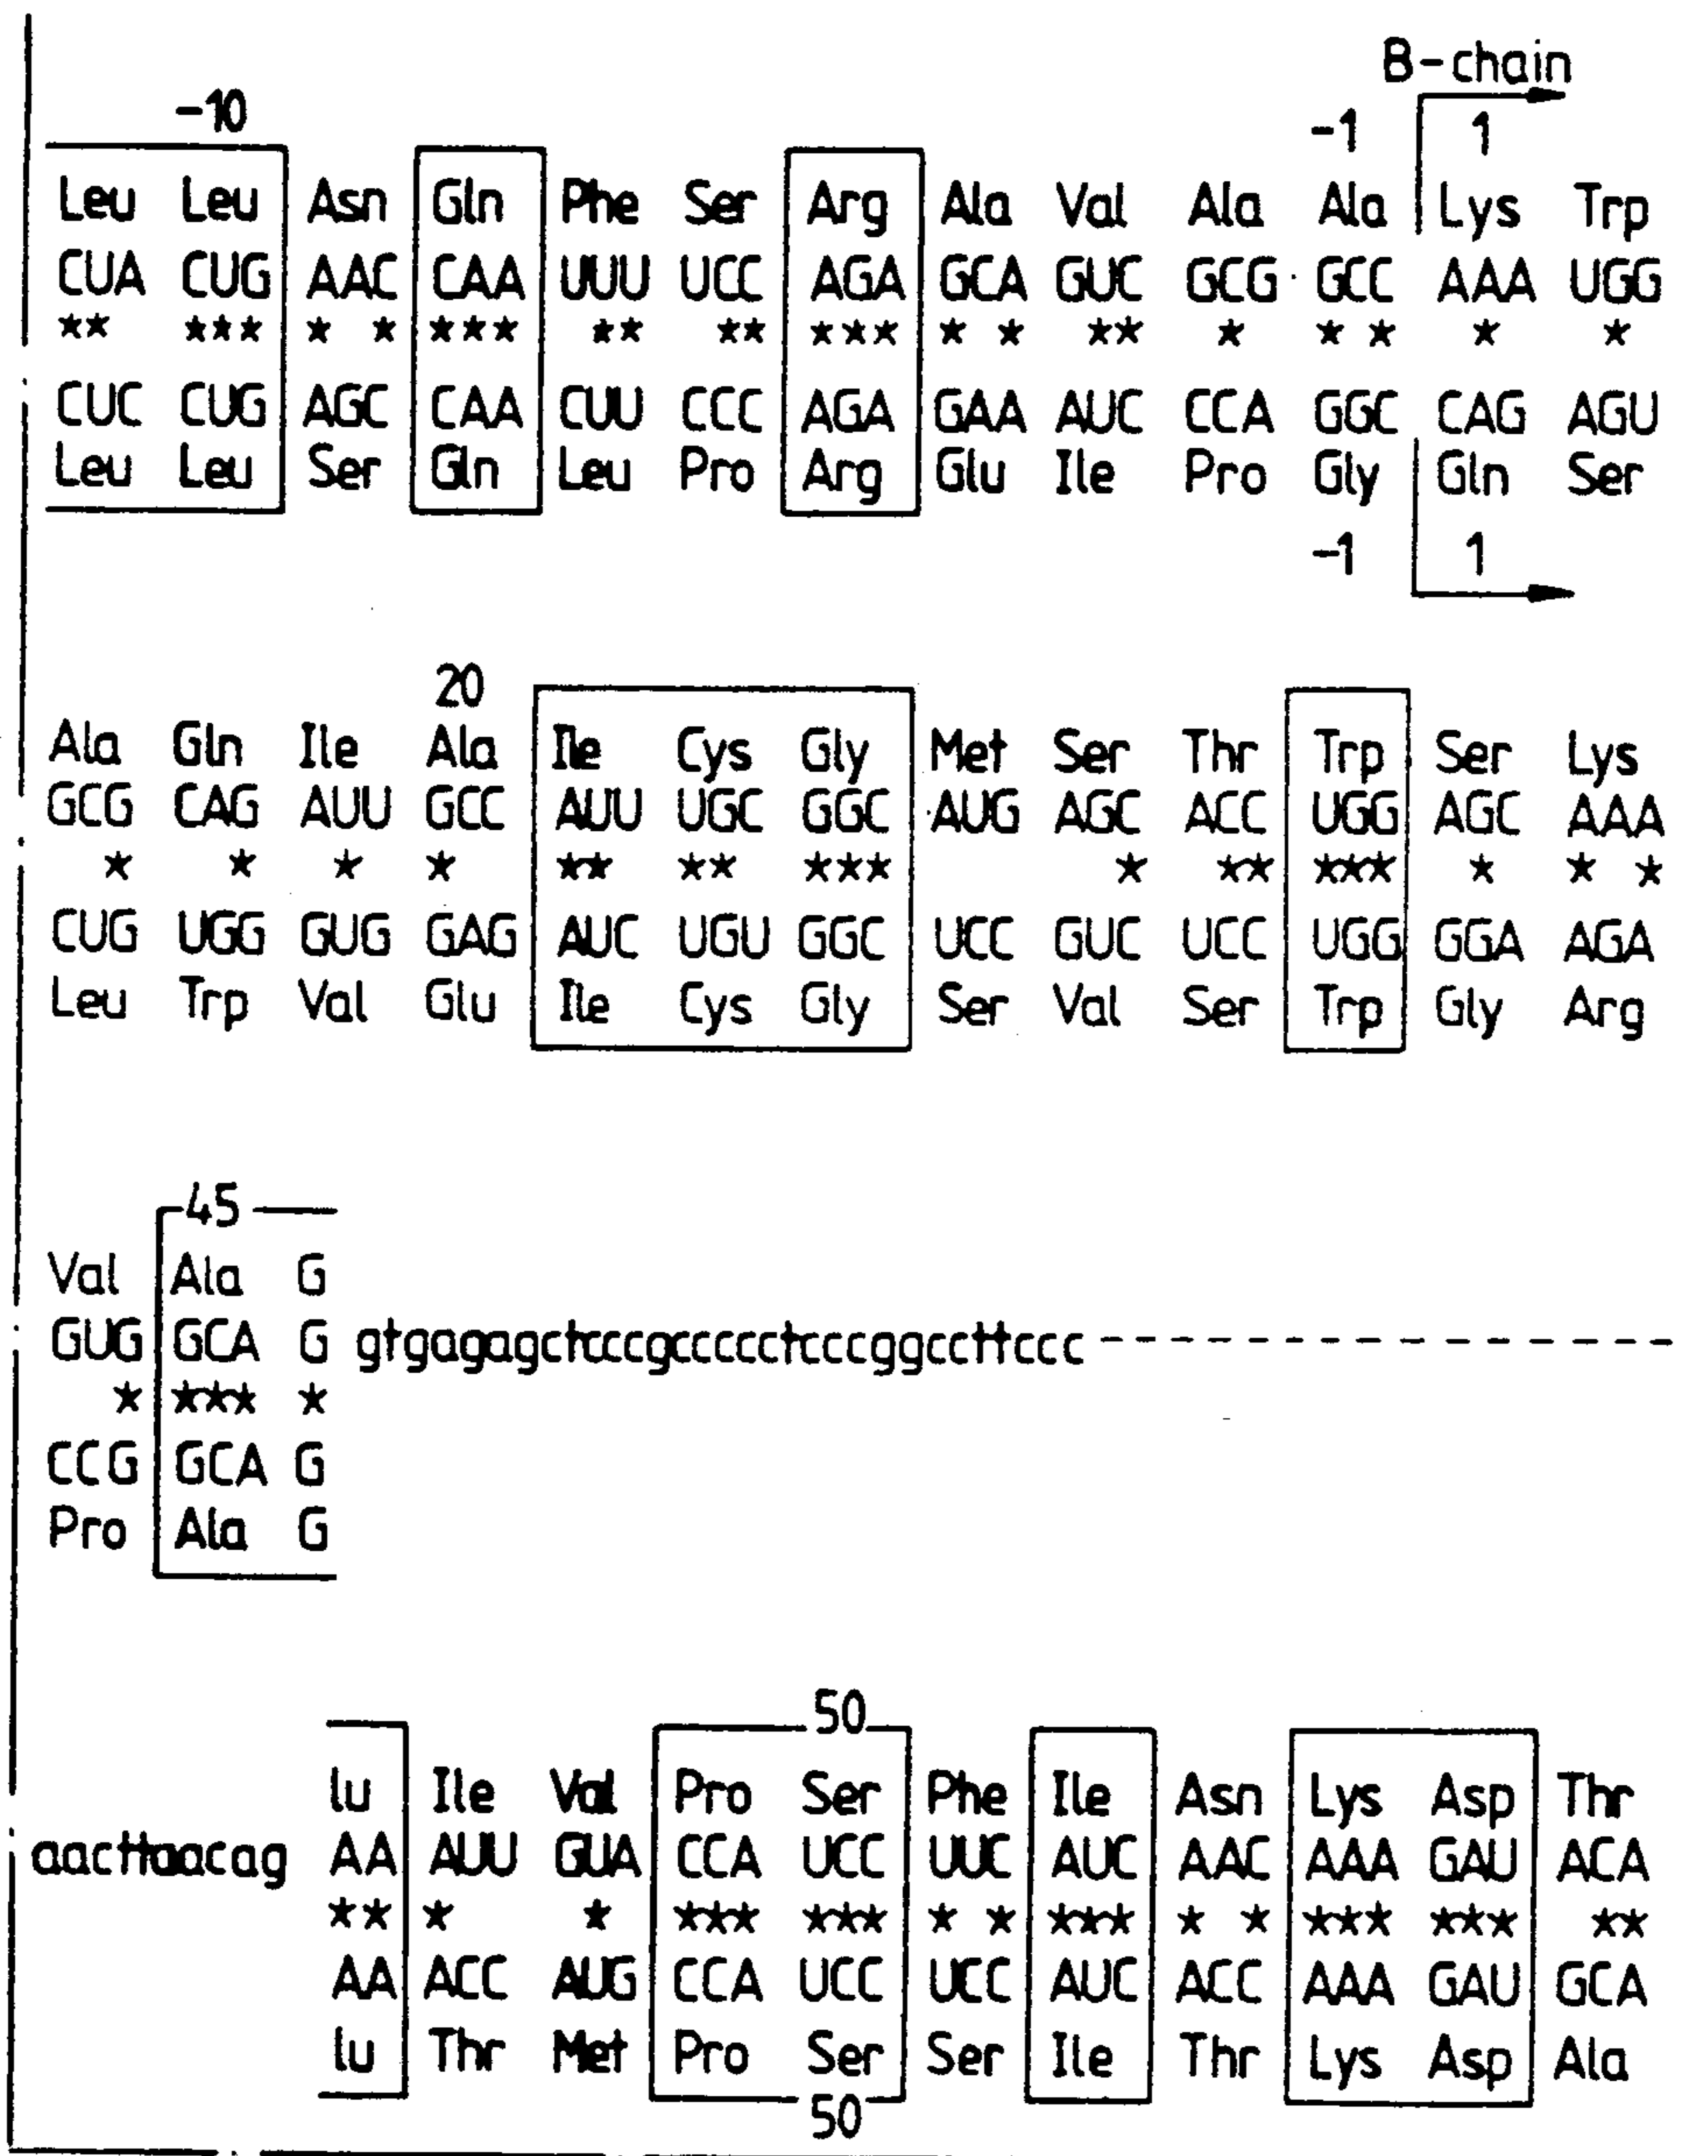 B-chain
-10 -1 1
Leu Leu Asn Gln Phe Ser Arg Ala Val Ala Ala Lys Trp
CUA CUG AAC CAA UUU UCC AGA GCA GUC GCG GCC AAA UGG
** *** * * *** ** ** *** * * ** * * * * *
CUC CUG AGC CAA CUU CCC AGA GAA AUC CCA GGC CAG AGU
Leu Leu Ser Gln Leu Pro Arg Glu Ile Pro Gly Gln Ser
-1 1
20
Ala Gln Ile Ala Ile Cys Gly Met Ser Thr Trp Ser Lys
GCG CAG AUU GCC AUU UGC GGC AUG AGC ACC UGG AGC AAA
* * * * ** ** *** * ** *** * * *
CUG UGG GUG GAG AUC UGU GGC UCC GUC UCC UGG GGA AGA
Leu Trp Val Glu Ile Cys Gly Ser Val Ser Trp Gly Arg
45
Val Ala G
GUG GCA G gtgagagctcccgcccccctcccggccttccc
* *** *
CCG GCA G
Pro Ala G
50
lu Ile Val Pro Ser Phe Ile Asn Lys Asp Thr
aacttaacag AA AUU GUA CCA UCC UUC AUC AAC AAA GAU ACA
** * * *** *** * * *** * * *** *** **
AA ACC AUG CCA UCC UCC AUC ACC AAA GAU GCA
lu Thr Met Pro Ser Ser Ile Thr Lys Asp Ala
50